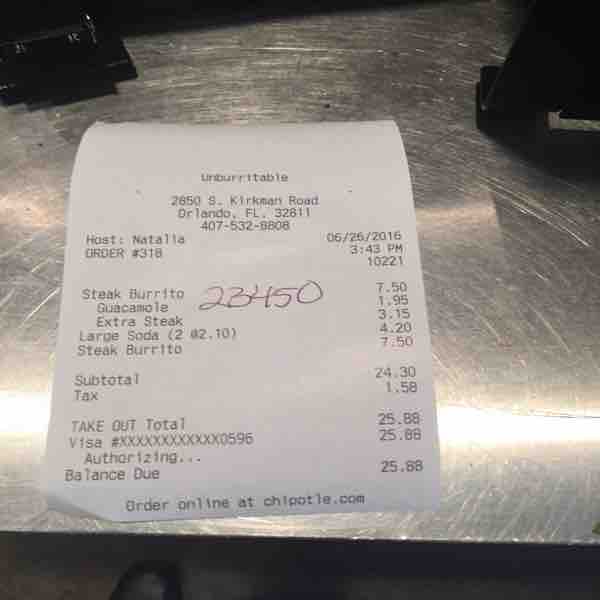 Unburritable
2650 S. Kirkman Road
Orlando, FL. 32811
407-532-8808
Host: Natalia 06/26/2016
ORDER #318 3:43 PM
10221
Steak Burrito 7.50
23450
Guacamole 1.95
Extra Steak 3.15
Large Soda (2 @2.10) 4.20
Steak Burrito 7.50
Subtotal 24.30
Tax 1.58
TAKE OUT Total 25.88
Visa #XXXXXXXXXXXX0596 25.88
Authorizing...
Balance Due 25.88
Order online at chipotle.com